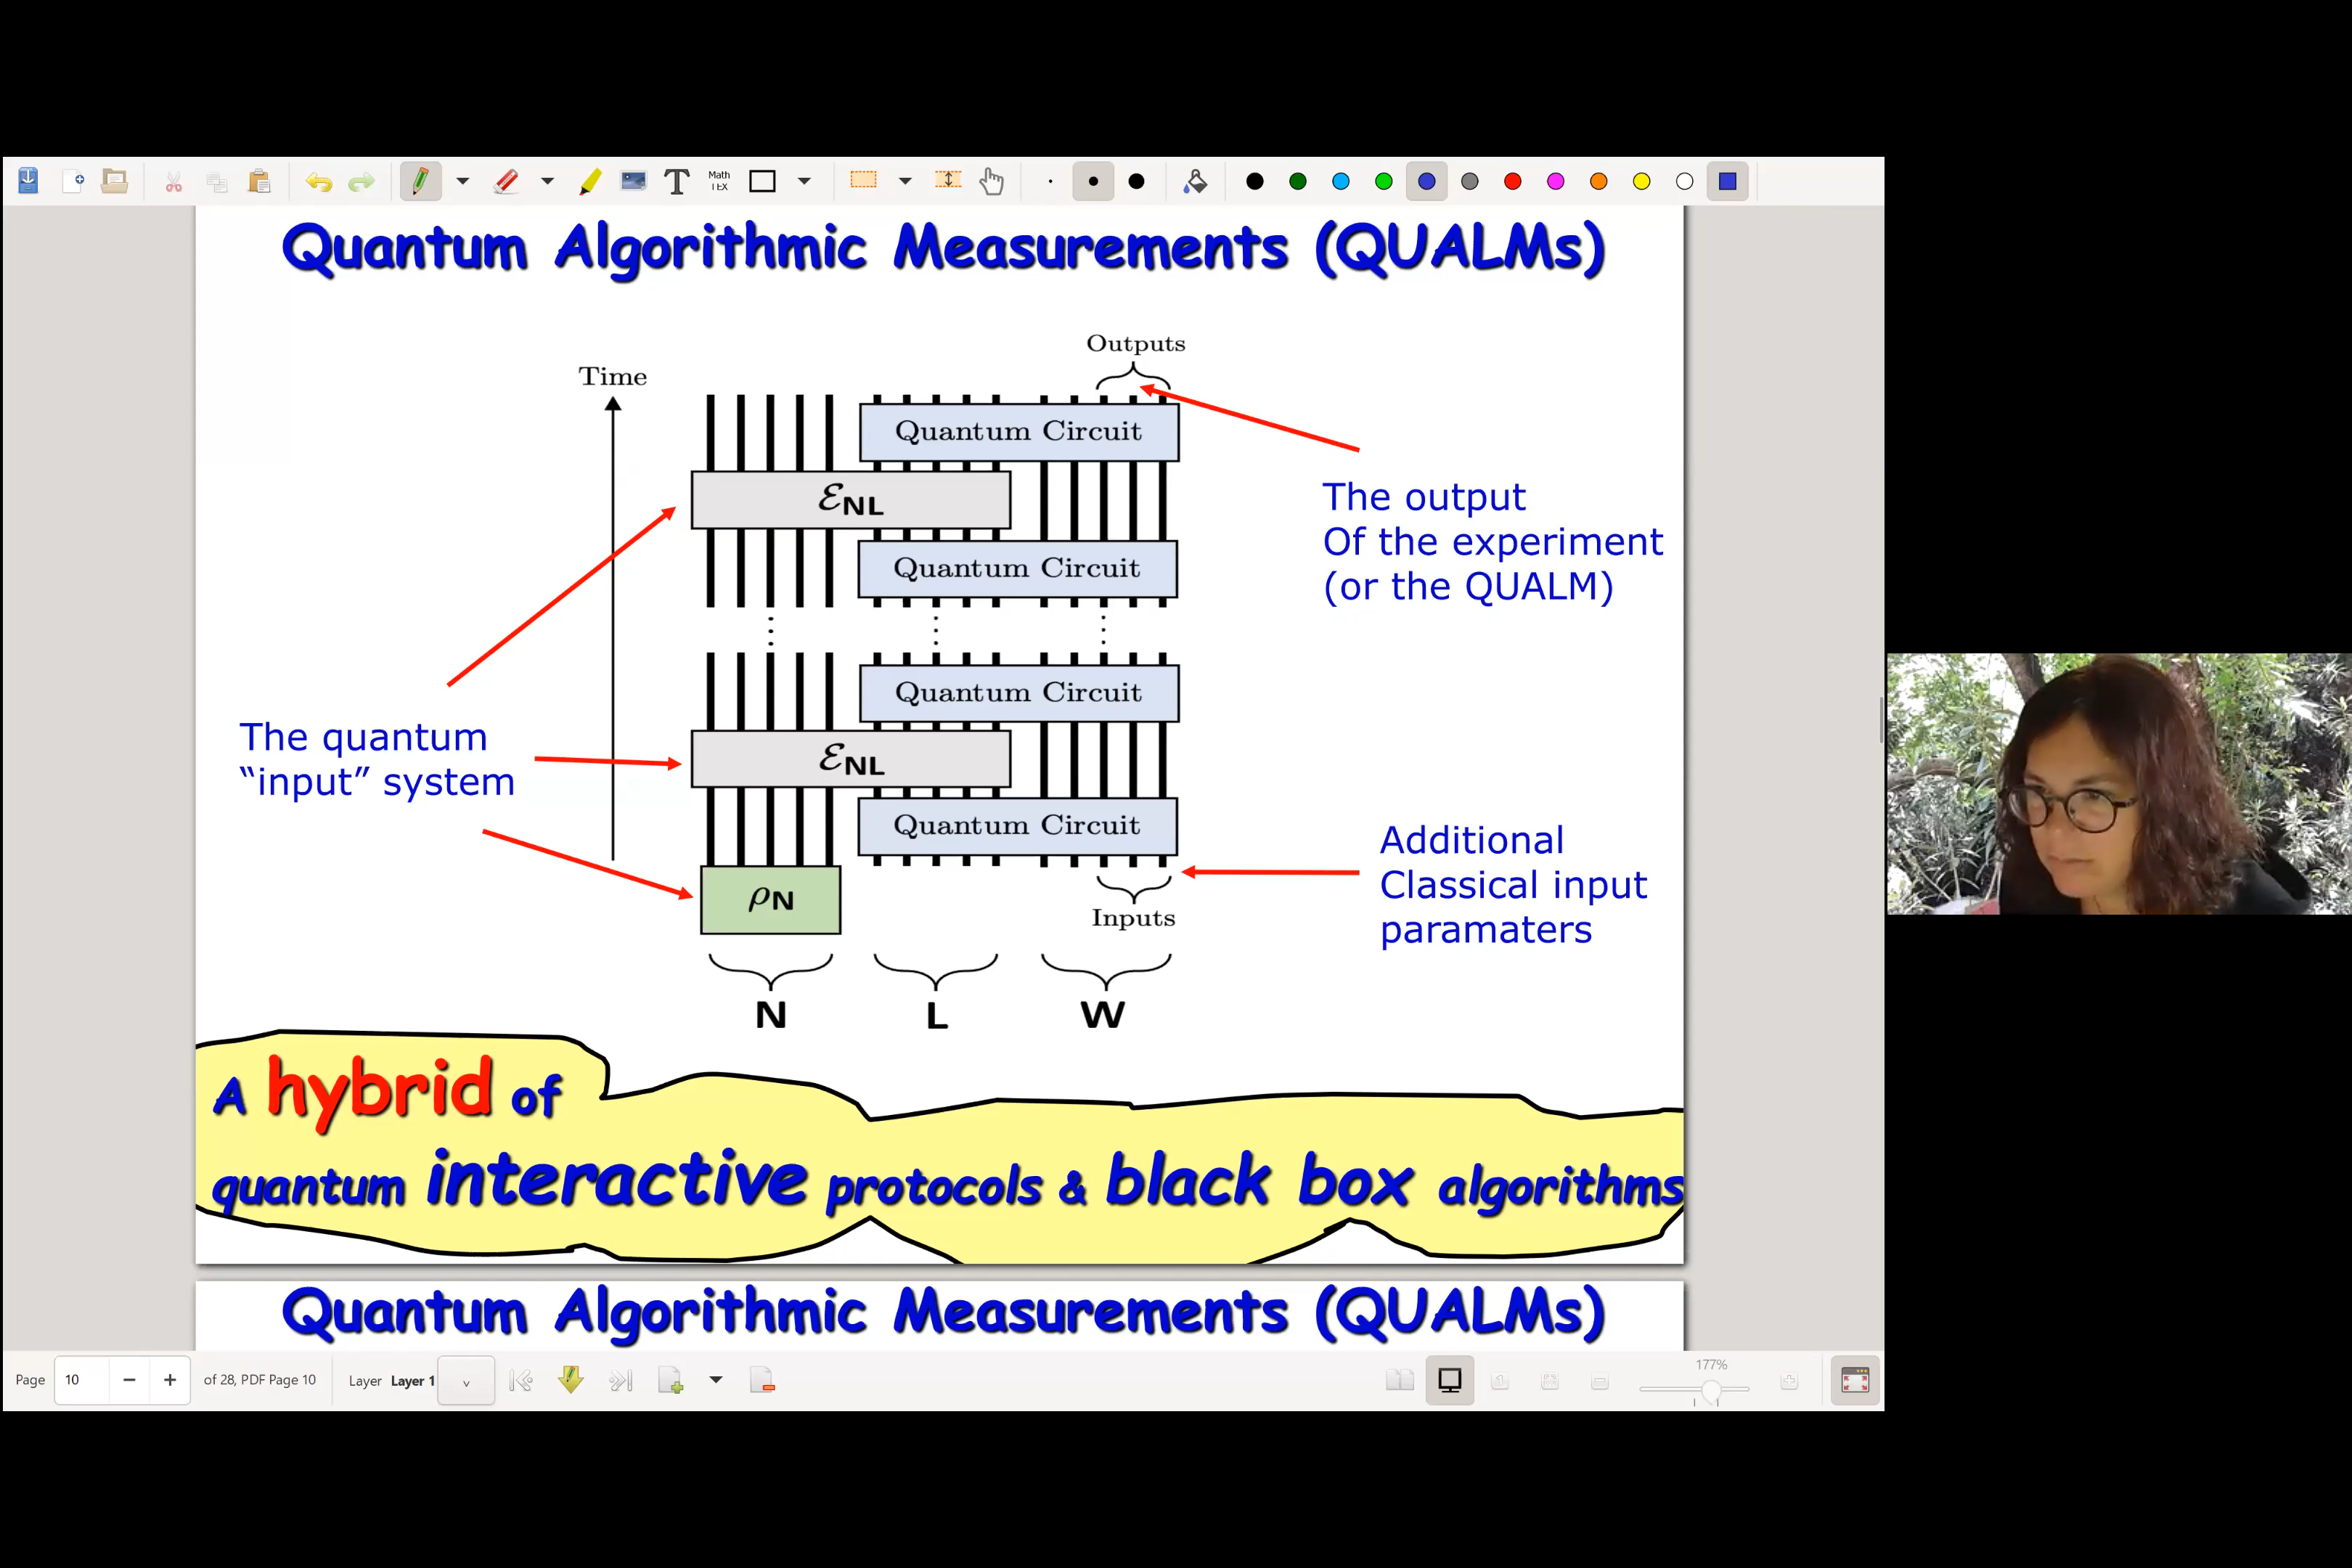 Math
TEX
Quantum Algorithmic Measurements (QUALMs)
Outputs
Time
Quantum Circuit
ℰNL
The output
Of the experiment
(or the QUALM)
Quantum Circuit
Quantum Circuit
The quantum
“input” system
ℰNL
Quantum Circuit
Additional
Classical input
paramaters
ρN
Inputs
N L W
A hybrid of
quantum interactive protocols & black box algorithms
Quantum Algorithmic Measurements (QUALMs)
Page 10 of 28, PDF Page 10 Layer Layer 1 177%